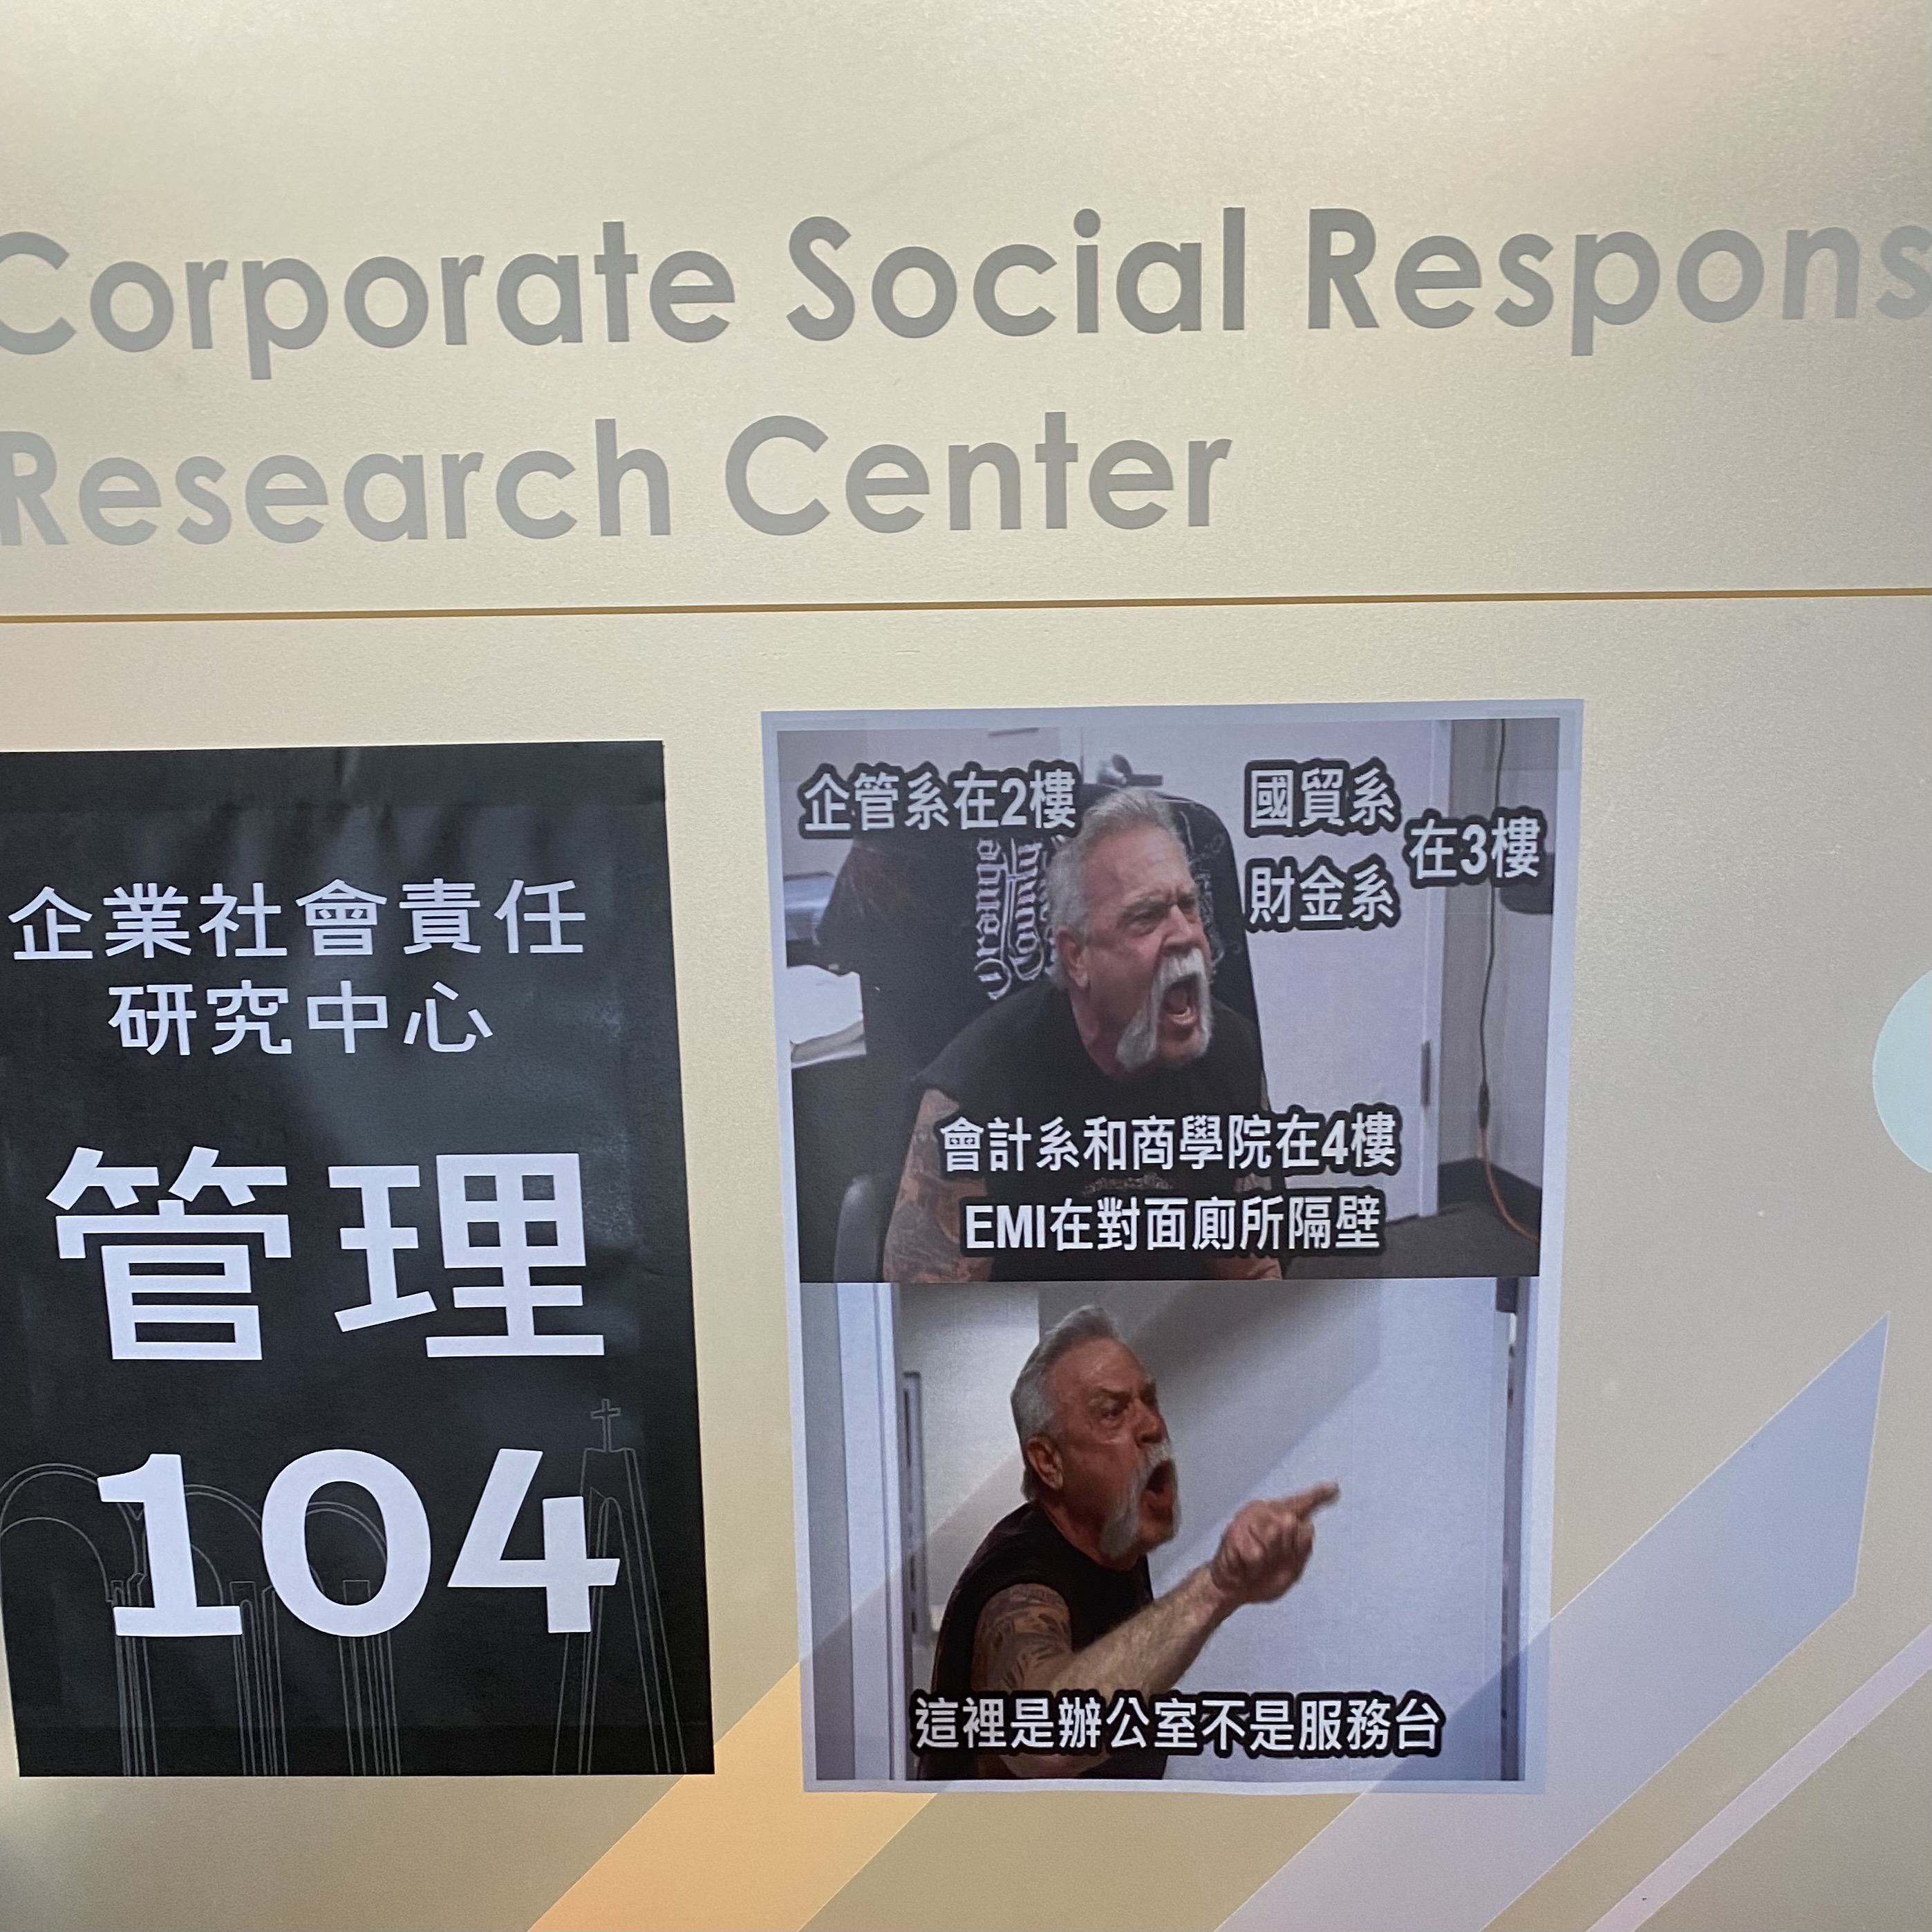 Corporate Social Respons
Research Center
企業社會責任
研究中心
管理
104
企管系在2樓
國貿系
財金系
在3樓
會計系和商學院在4樓
EMI在對面廁所隔壁
這裡是辦公室不是服務台